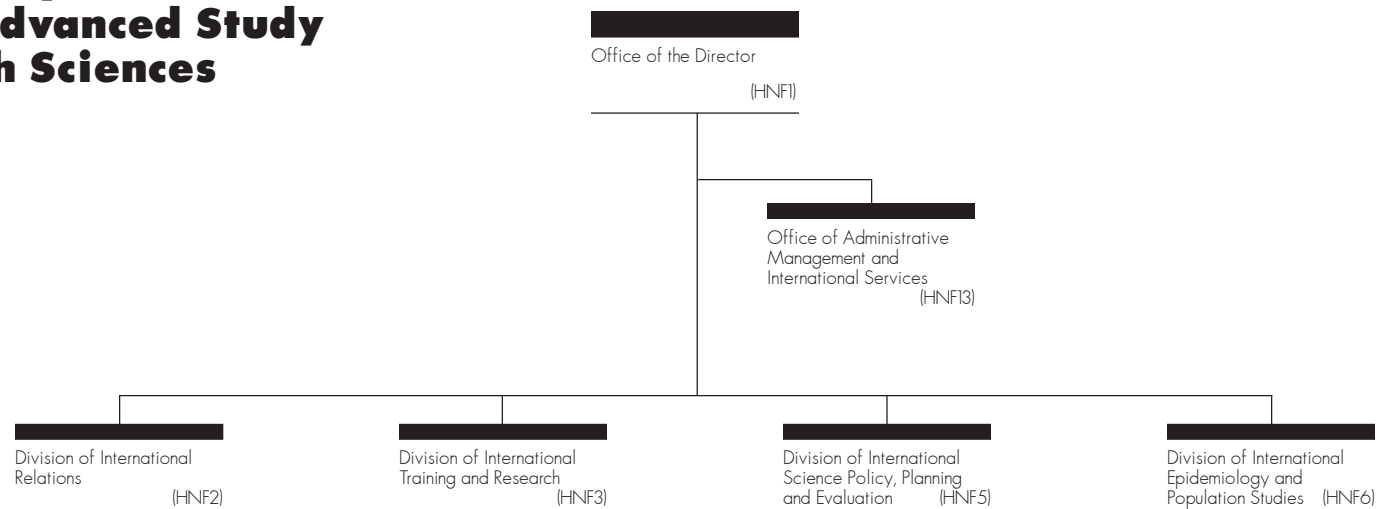 dvanced Study
h Sciences
Office of the Director
(HNF1)
Office of Administrative
Management and
International Services
(HNF13)
Division of International
Relations
(HNF2)
Division of International
Training and Research
(HNF3)
Division of International
Science Policy, Planning
and Evaluation (HNF5)
Division of International
Epidemiology and
Population Studies (HNF6)